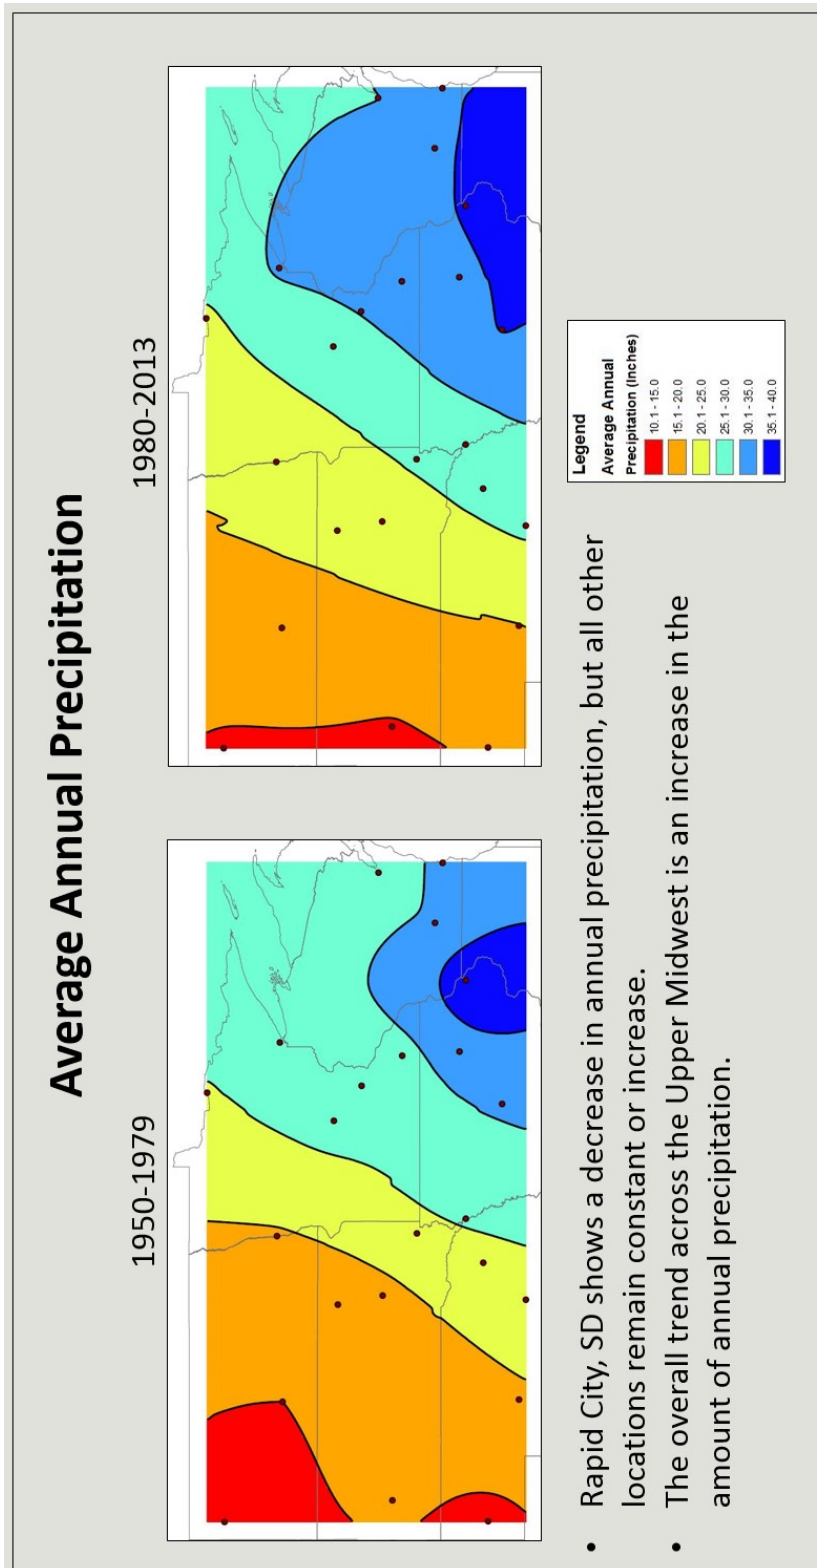 Average Annual Precipitation
1950-1979
1980-2013
• Rapid City, SD shows a decrease in annual precipitation, but all other
locations remain constant or increase.
• The overall trend across the Upper Midwest is an increase in the
amount of annual precipitation.
Legend
Average Annual
Precipitation (Inches)
10.1 - 15.0
15.1 - 20.0
20.1 - 25.0
25.1 - 30.0
30.1 - 35.0
35.1 - 40.0